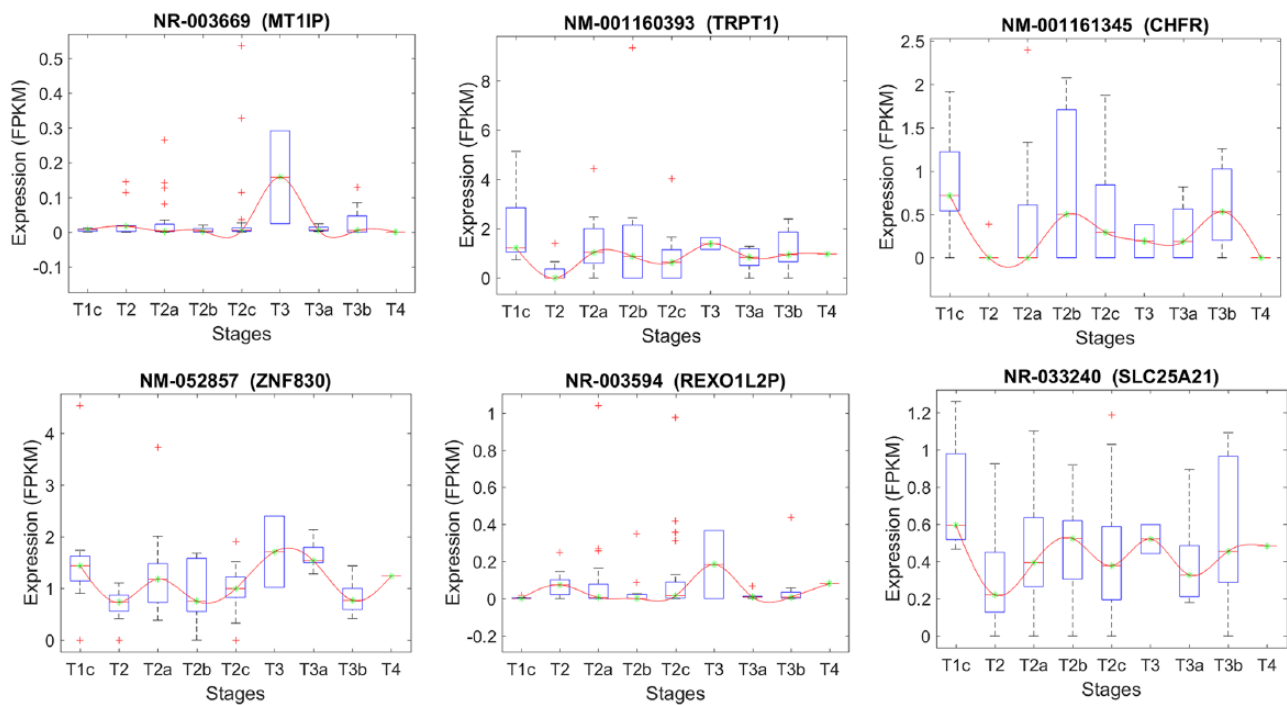 NR-003669 (MT1IP)
Expression (FPKM)
0.5
0.4
0.3
0.2
0.1
0
-0.1
T1c T2 T2a T2b T2c T3 T3a T3b T4
Stages
NM-001160393 (TRPT1)
Expression (FPKM)
8
6
4
2
0
T1c T2 T2a T2b T2c T3 T3a T3b T4
Stages
NM-001161345 (CHFR)
Expression (FPKM)
2.5
2
1.5
1
0.5
0
T1c T2 T2a T2b T2c T3 T3a T3b T4
Stages
NM-052857 (ZNF830)
Expression (FPKM)
4
3
2
1
0
T1c T2 T2a T2b T2c T3 T3a T3b T4
Stages
NR-003594 (REXO1L2P)
Expression (FPKM)
1
0.8
0.6
0.4
0.2
0
-0.2
T1c T2 T2a T2b T2c T3 T3a T3b T4
Stages
NR-033240 (SLC25A21)
Expression (FPKM)
1.2
1
0.8
0.6
0.4
0.2
0
T1c T2 T2a T2b T2c T3 T3a T3b T4
Stages